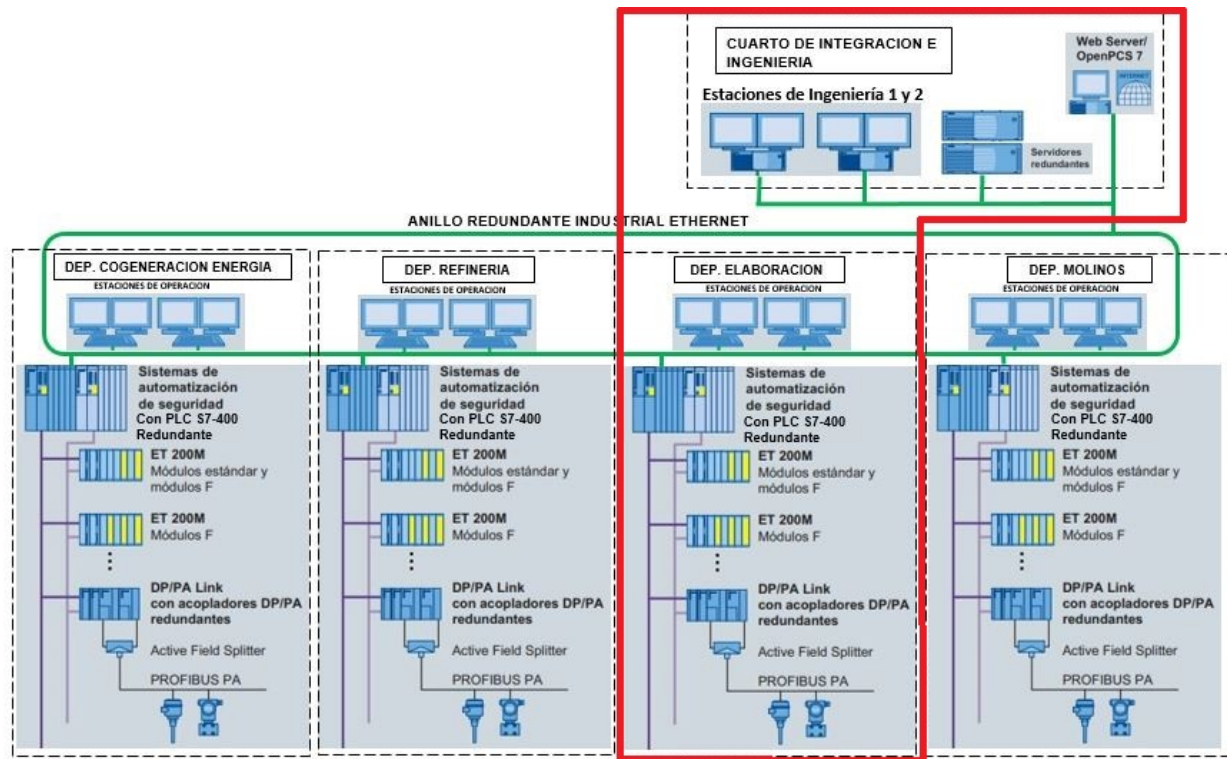 CUARTO DE INTEGRACION E
INGENIERIA
Web Server/
OpenPCS 7
INTERNET
Estaciones de Ingeniería 1 y 2
Servidores
redundantes
ANILLO REDUNDANTE INDUSTRIAL ETHERNET
DEP. COGENERACION ENERGIA
ESTACIONES DE OPERACION
Sistemas de
automatización
de seguridad
Con PLC S7-400
Redundante
ET 200M
Módulos estándar y
módulos F
ET 200M
Módulos F
DP/PA Link
con acopladores DP/PA
redundantes
Active Field Splitter
PROFIBUS PA
DEP. REFINERIA
ESTACIONES DE OPERACION
Sistemas de
automatización
de seguridad
Con PLC S7-400
Redundante
ET 200M
Módulos estándar y
módulos F
ET 200M
Módulos F
DP/PA Link
con acopladores DP/PA
redundantes
Active Field Splitter
PROFIBUS PA
DEP. ELABORACION
ESTACIONES DE OPERACION
Sistemas de
automatización
de seguridad
Con PLC S7-400
Redundante
ET 200M
Módulos estándar y
módulos F
ET 200M
Módulos F
DP/PA Link
con acopladores DP/PA
redundantes
Active Field Splitter
PROFIBUS PA
DEP. MOLINOS
ESTACIONES DE OPERACION
Sistemas de
automatización
de seguridad
Con PLC S7-400
Redundante
ET 200M
Módulos estándar y
módulos F
ET 200M
Módulos F
DP/PA Link
con acopladores DP/PA
redundantes
Active Field Splitter
PROFIBUS PA